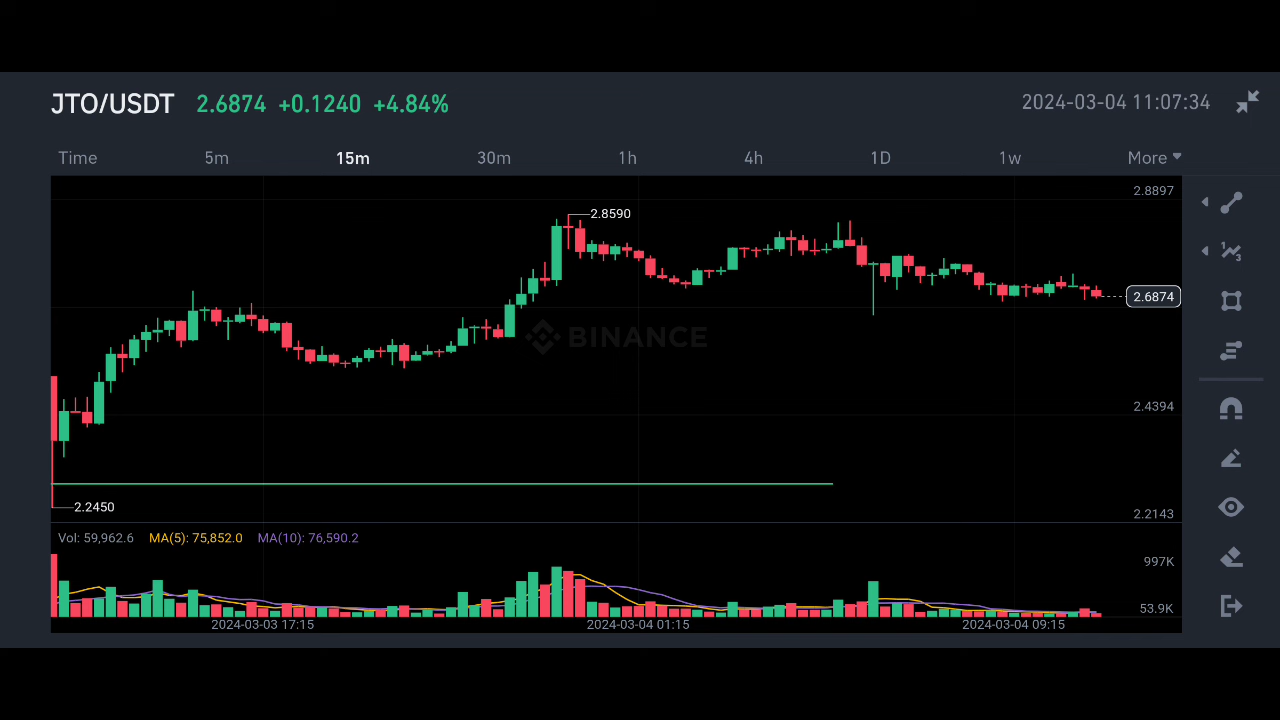 JTO/USDT 2.6874 +0.1240 +4.84% 2024-03-04 11:07:34
Time 5m 15m 30m 1h 4h 1D 1w More
2.8897
2.8590
2.6874
BINANCE
2.4394
2.2450
2.2143
Vol: 59,962.6 MA(5): 75,852.0 MA(10): 76,590.2
997K
53.9K
2024-03-03 17:15 2024-03-04 01:15 2024-03-04 09:15